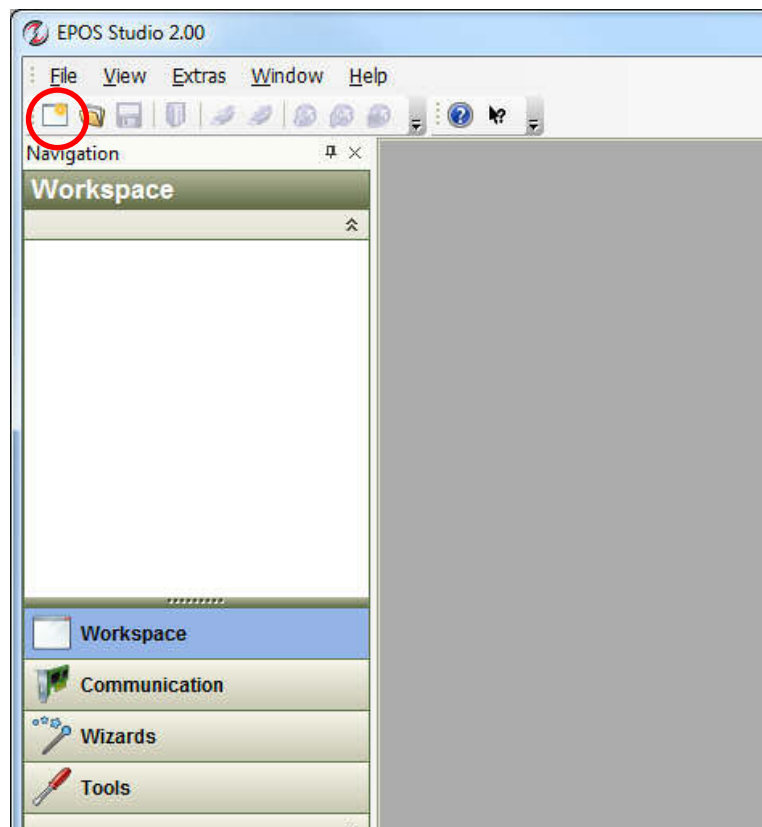 EPOS Studio 2.00
File View Extras Window Help
Navigation
Workspace
Workspace
Communication
Wizards
Tools